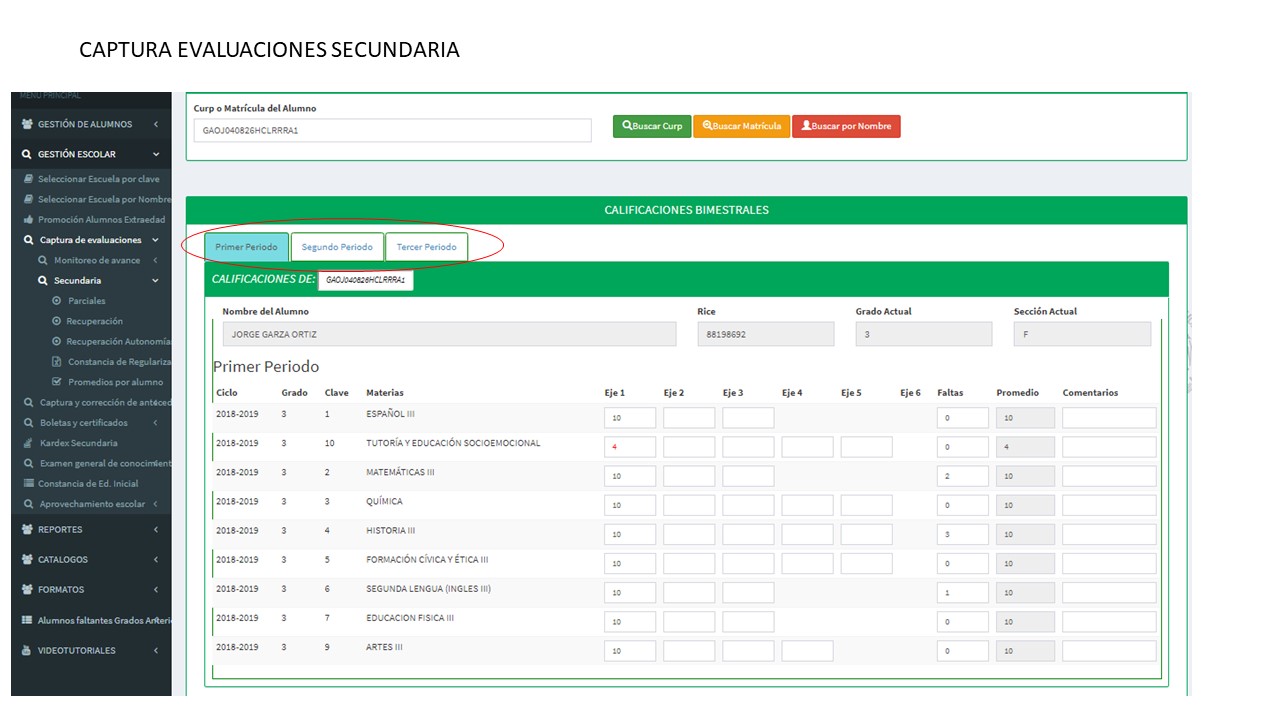 CAPTURA EVALUACIONES SECUNDARIA
MENÚ PRINCIPAL
GESTIÓN DE ALUMNOS
GESTIÓN ESCOLAR
Seleccionar Escuela por clave
Seleccionar Escuela por Nombre
Promoción Alumnos Extraedad
Captura de evaluaciones
Monitoreo de avance
Secundaria
Parciales
Recuperación
Recuperación Autonomía
Constancia de Regulariza
Promedios por alumno
Captura y corrección de anteced
Boletas y certificados
Kardex Secundaria
Examen general de conocimient
Constancia de Ed. Inicial
Aprovechamiento escolar
REPORTES
CATALOGOS
FORMATOS
Alumnos faltantes Grados Anteri
VIDEOTUTORIALES
Curp o Matrícula del Alumno
GAOJ040826HCLRRRA1
Buscar Curp
Buscar Matrícula
Buscar por Nombre
CALIFICACIONES BIMESTRALES
Primer Periodo
Segundo Periodo
Tercer Periodo
CALIFICACIONES DE: GAOJ040826HCLRRRA1
Nombre del Alumno Rice Grado Actual Sección Actual
JORGE GARZA ORTIZ 88198692 3 F
Primer Periodo
Ciclo Grado Clave Materias Eje 1 Eje 2 Eje 3 Eje 4 Eje 5 Eje 6 Faltas Promedio Comentarios
2018-2019 3 1 ESPAÑOL III 10 0 10
2018-2019 3 10 TUTORÍA Y EDUCACIÓN SOCIOEMOCIONAL 4 0 4
2018-2019 3 2 MATEMÁTICAS III 10 2 10
2018-2019 3 3 QUÍMICA 10 0 10
2018-2019 3 4 HISTORIA III 10 3 10
2018-2019 3 5 FORMACIÓN CÍVICA Y ÉTICA III 10 0 10
2018-2019 3 6 SEGUNDA LENGUA (INGLES III) 10 1 10
2018-2019 3 7 EDUCACION FISICA III 10 0 10
2018-2019 3 9 ARTES III 10 0 10